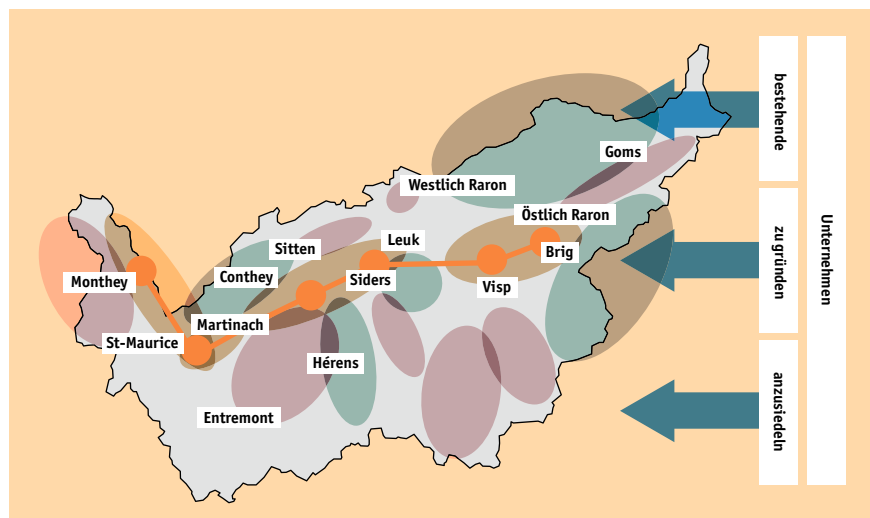 Goms
Westlich Raron
Östlich Raron
Leuk
Sitten
Brig
Conthey
Siders
Monthey
Visp
Martinach
St-Maurice
Hérens
Entremont
bestehende
zu gründen
anzusiedeln
Unternehmen